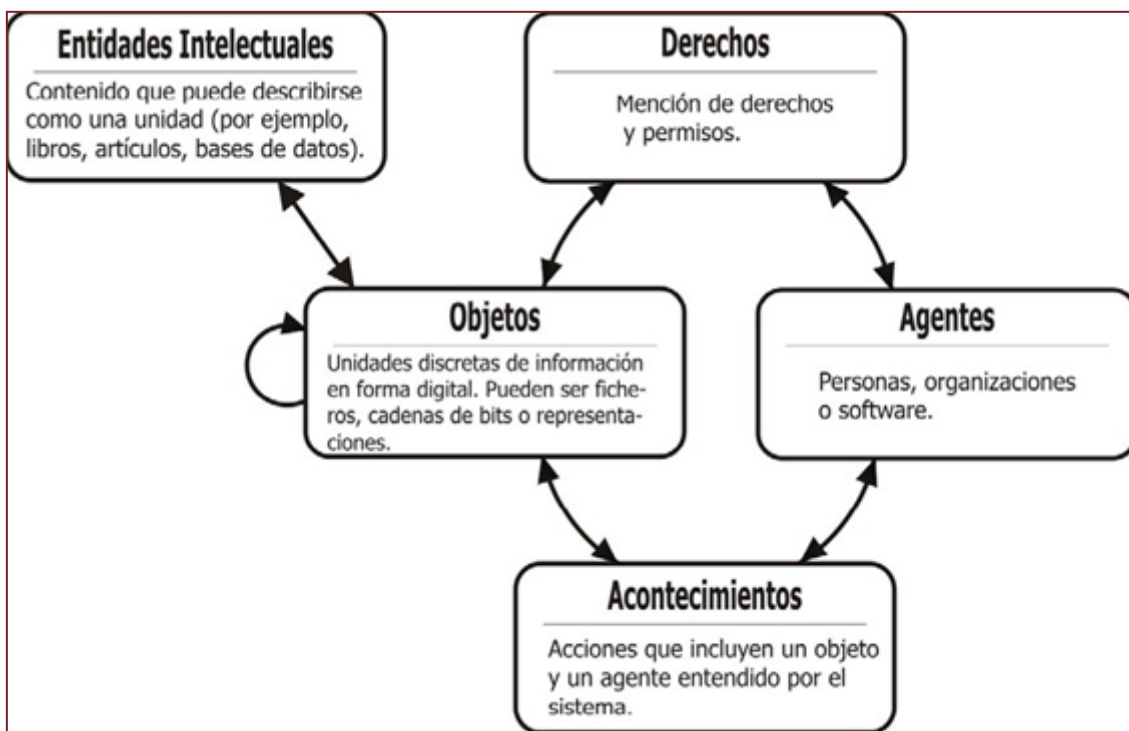 Entidades Intelectuales
Contenido que puede describirse
como una unidad (por ejemplo,
libros, artículos, bases de datos).
Derechos
Mención de derechos
y permisos.
Objetos
Unidades discretas de información
en forma digital. Pueden ser fiche-
ros, cadenas de bits o representa-
ciones.
Agentes
Personas, organizaciones
o software.
Acontecimientos
Acciones que incluyen un objeto
y un agente entendido por el
sistema.